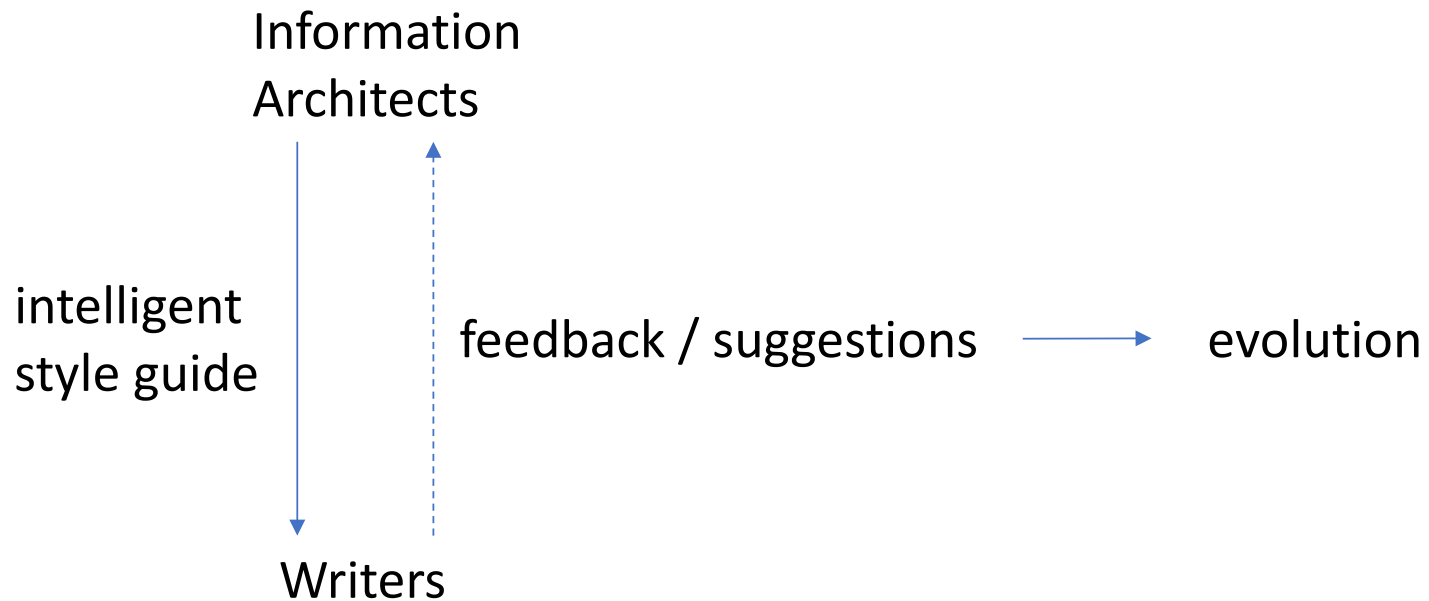 Information
Architects
intelligent
style guide
feedback / suggestions
evolution
Writers